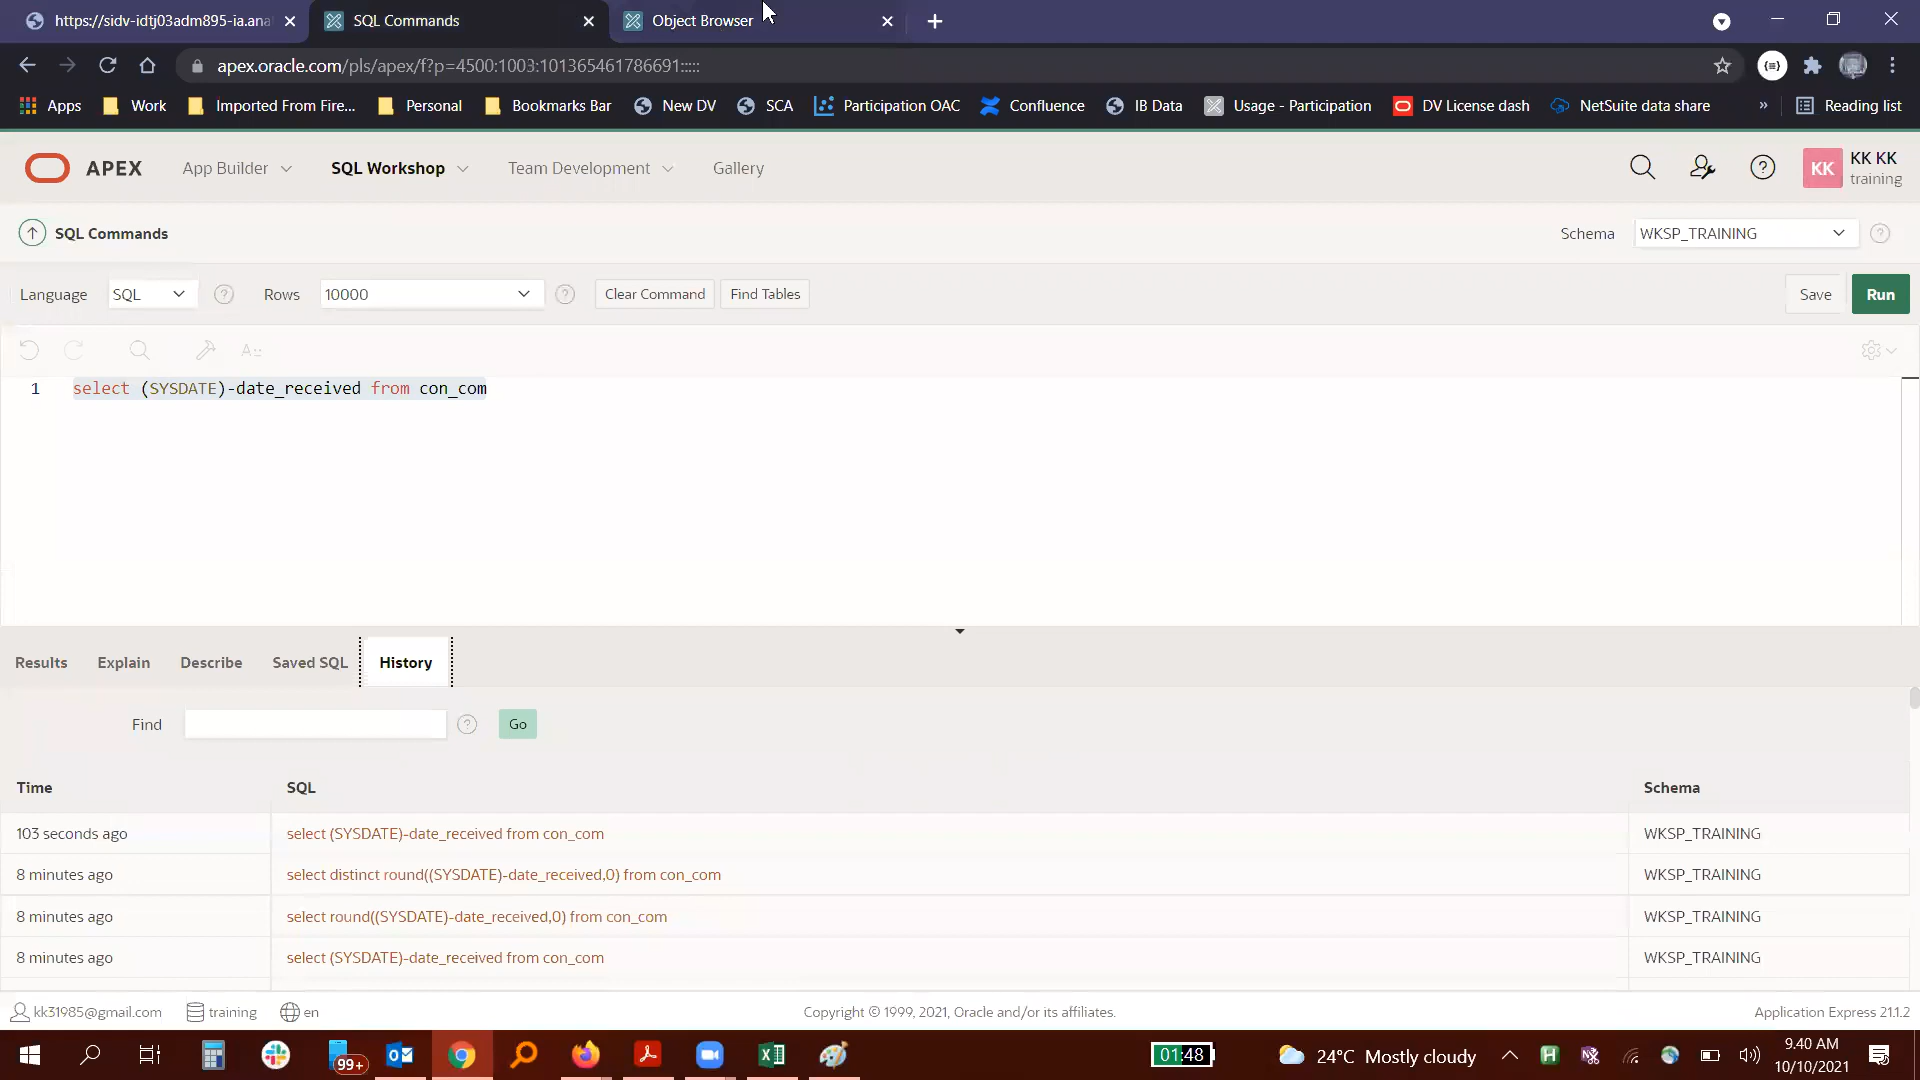 https://sidv-idtj03adm895-ia.ana
SQL Commands
Object Browser
apex.oracle.com/pls/apex/f?p=4500:1003:101365461786691:::::
Apps
Work
Imported From Fire...
Personal
Bookmarks Bar
New DV
SCA
Participation OAC
Confluence
IB Data
Usage - Participation
DV License dash
NetSuite data share
»
Reading list
APEX
App Builder
SQL Workshop
Team Development
Gallery
KK
KK KK
training
SQL Commands
Schema
WKSP_TRAINING
Language
SQL
Rows
10000
Clear Command
Find Tables
Save
Run
1
select (SYSDATE)-date_received from con_com
Results
Explain
Describe
Saved SQL
History
Find
Go
Time
SQL
Schema
103 seconds ago
select (SYSDATE)-date_received from con_com
WKSP_TRAINING
8 minutes ago
select distinct round((SYSDATE)-date_received,0) from con_com
WKSP_TRAINING
8 minutes ago
select round((SYSDATE)-date_received,0) from con_com
WKSP_TRAINING
8 minutes ago
select (SYSDATE)-date_received from con_com
WKSP_TRAINING
kk31985@gmail.com
training
en
Copyright © 1999, 2021, Oracle and/or its affiliates.
Application Express 21.1.2
99+
01:48
24°C Mostly cloudy
9.40 AM
10/10/2021